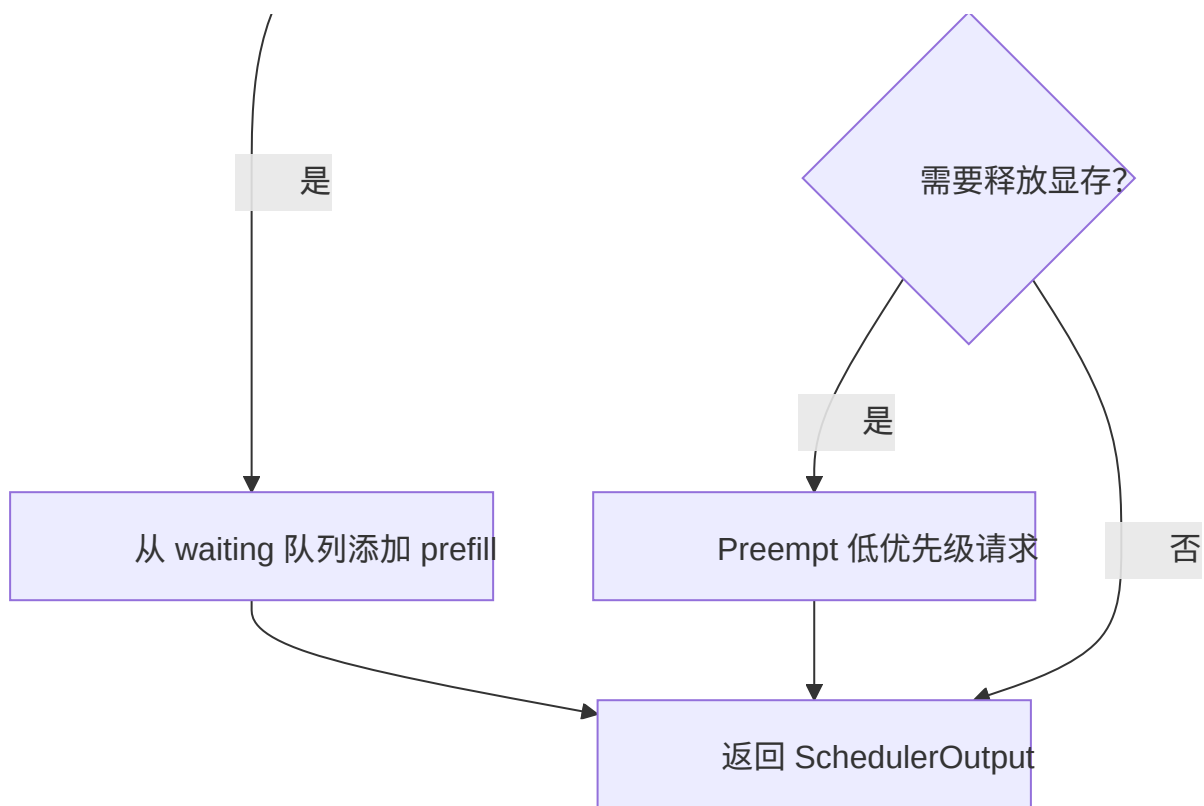 是
需要释放显存?
是
从 waiting 队列添加 prefill
Preempt 低优先级请求
否
返回 SchedulerOutput